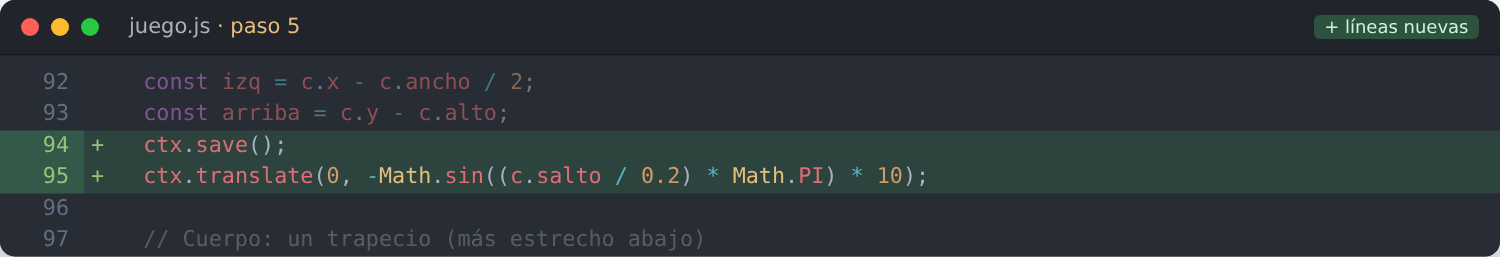 juego.js · paso 5
+ líneas nuevas
92 const izq = c.x - c.ancho / 2;
93 const arriba = c.y - c.alto;
94 + ctx.save();
95 + ctx.translate(0, -Math.sin((c.salto / 0.2) * Math.PI) * 10);
96
97 // Cuerpo: un trapecio (más estrecho abajo)